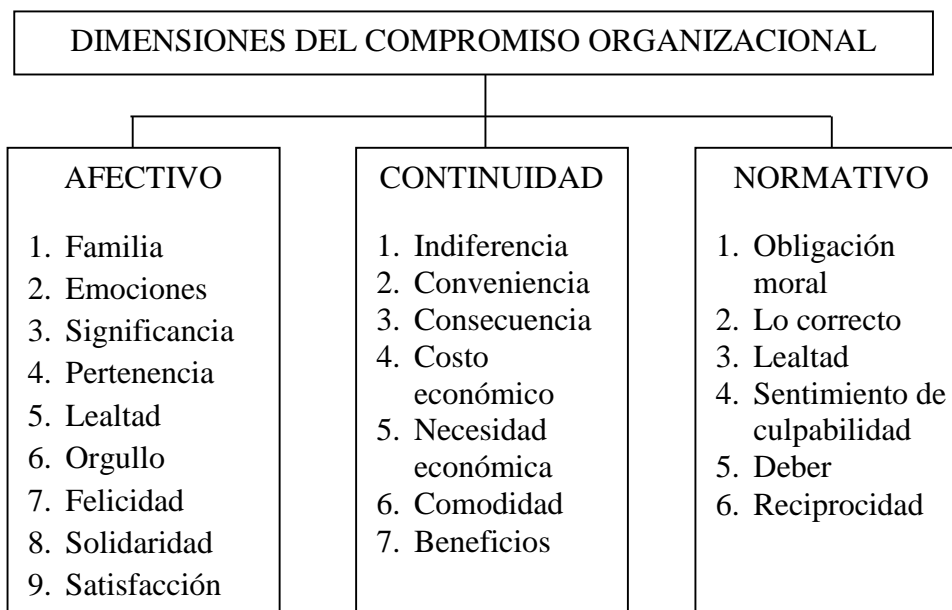 DIMENSIONES DEL COMPROMISO ORGANIZACIONAL
AFECTIVO
1. Familia
2. Emociones
3. Significancia
4. Pertenencia
5. Lealtad
6. Orgullo
7. Felicidad
8. Solidaridad
9. Satisfacción
CONTINUIDAD
1. Indiferencia
2. Conveniencia
3. Consecuencia
4. Costo
económico
5. Necesidad
económica
6. Comodidad
7. Beneficios
NORMATIVO
1. Obligación
moral
2. Lo correcto
3. Lealtad
4. Sentimiento de
culpabilidad
5. Deber
6. Reciprocidad